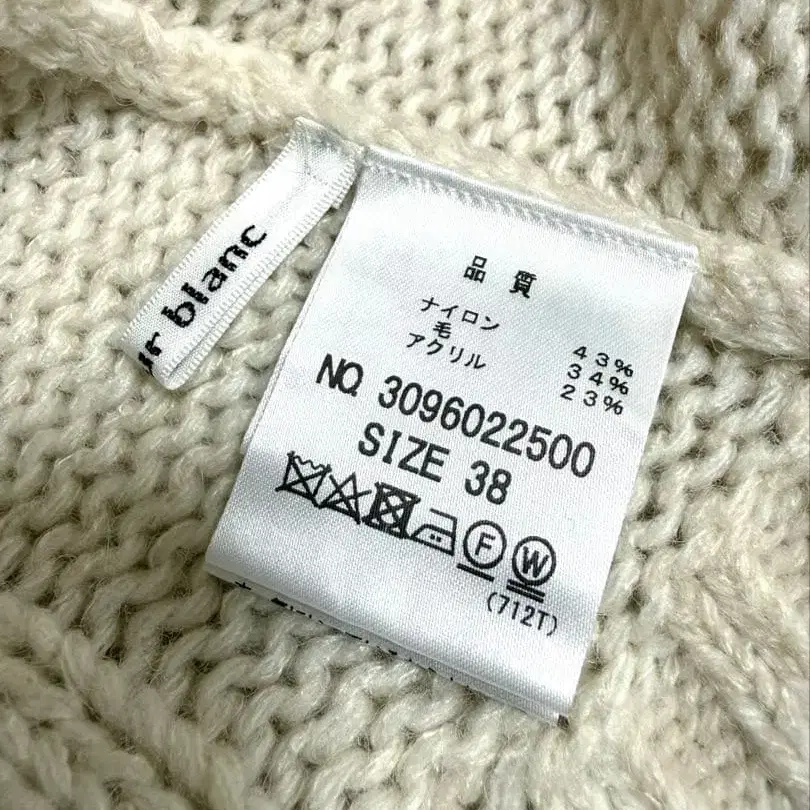 ur blanc
品質
ナイロン 43%
毛 34%
アクリル 23%
NO. 3096022500
SIZE 38
F W
(712T)